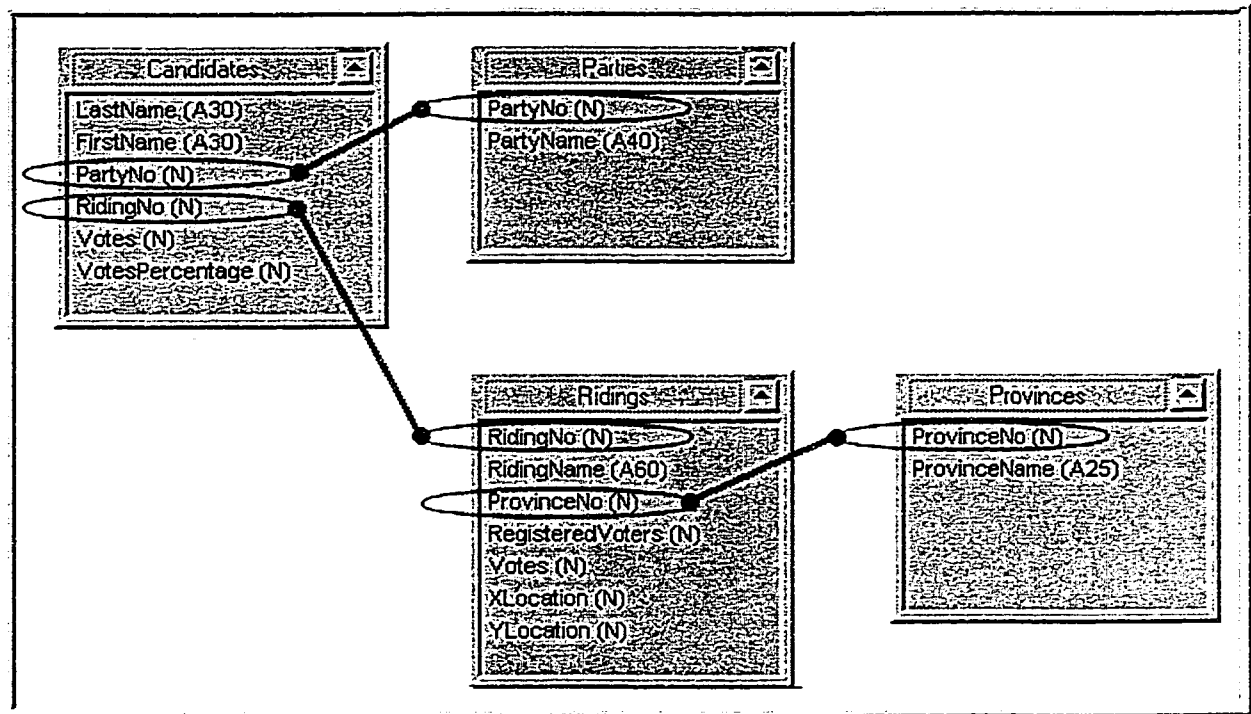 Candidates
LastName (A30)
FirstName (A30)
PartyNo (N)
RidingNo (N)
Votes (N)
VotesPercentage (N)
Parties
PartyNo (N)
PartyName (A40)
Ridings
RidingNo (N)
RidingName (A60)
ProvinceNo (N)
RegisteredVoters (N)
Votes (N)
XLocation (N)
YLocation (N)
Provinces
ProvinceNo (N)
ProvinceName (A25)